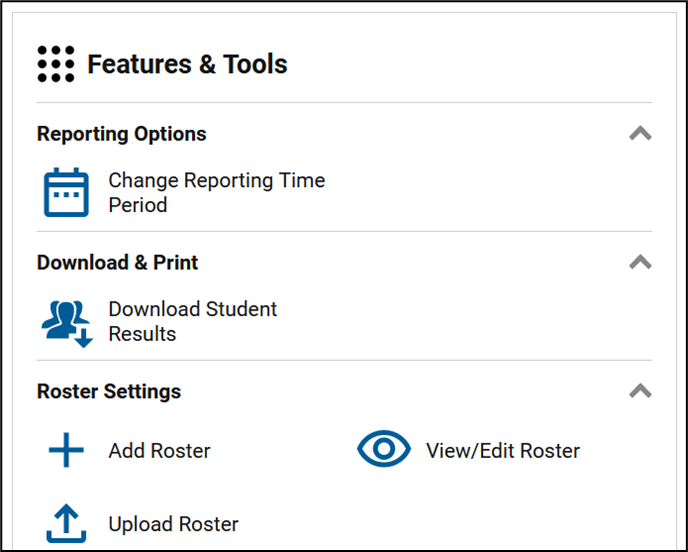 Features & Tools
Reporting Options
Change Reporting Time
Period
Download & Print
Download Student
Results
Roster Settings
Add Roster
View/Edit Roster
Upload Roster